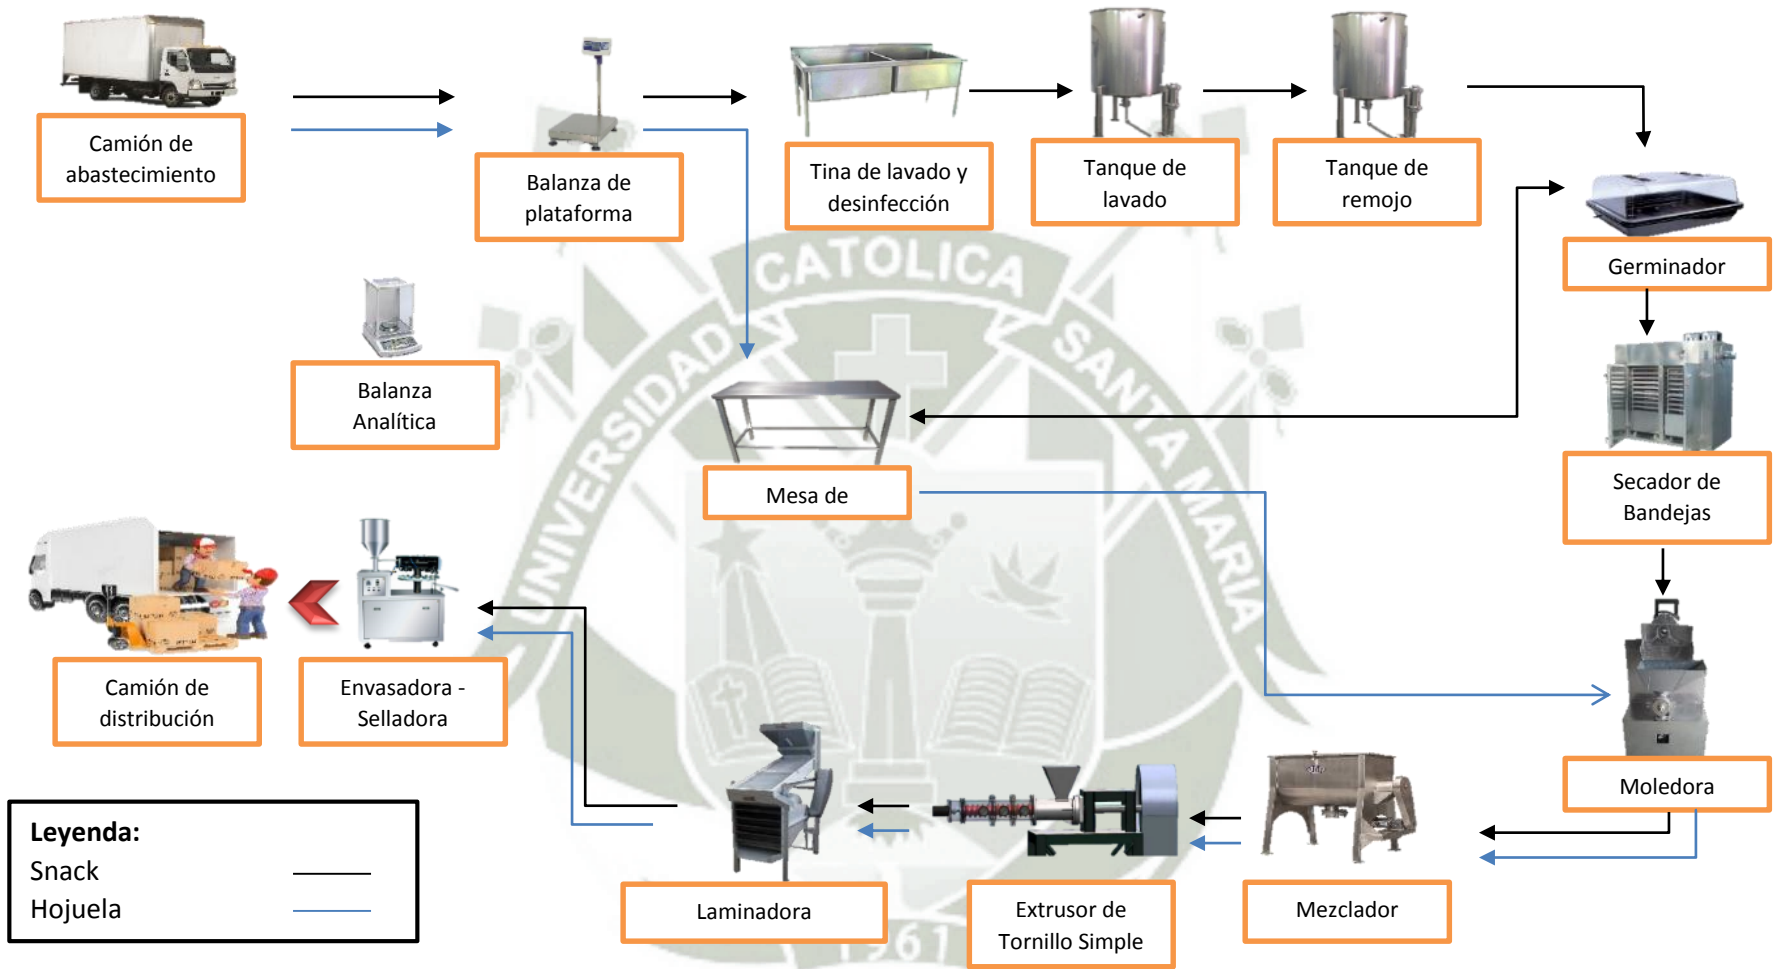 Camión de
abastecimiento
Balanza de
plataforma
Tina de lavado y
desinfección
Tanque de
lavado
Tanque de
remojo
Germinador
Balanza
Analítica
Mesa de
Secador de
Bandejas
Camión de
distribución
Envasadora -
Selladora
Moledora
Laminadora
Extrusor de
Tornillo Simple
Mezclador
Leyenda:
Snack
Hojuela
UNIVERSIDAD CATOLICA SANTA MARIA
1961